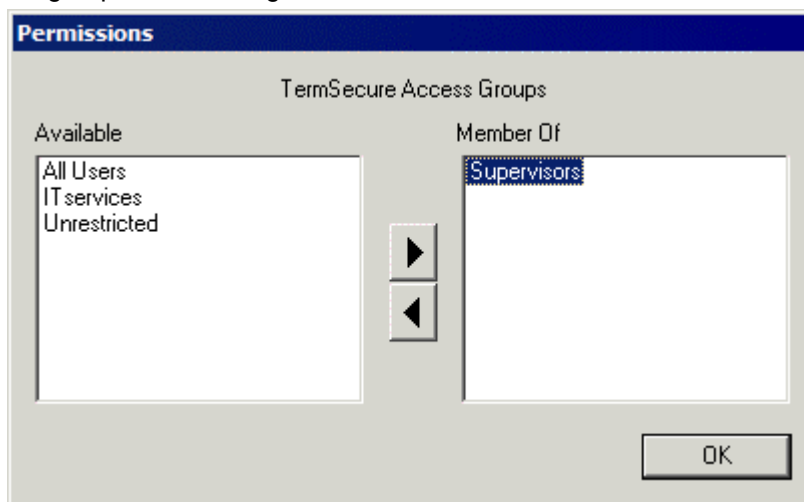 Permissions
TermSecure Access Groups
Available
Member Of
All Users
ITservices
Unrestricted
Supervisors
OK